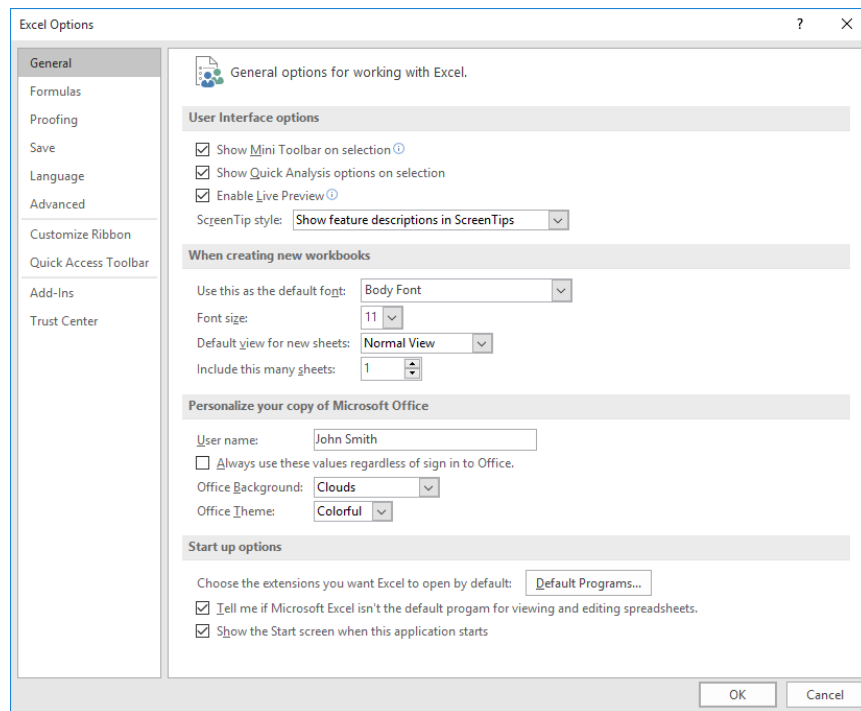 Excel Options ?
General
Formulas
Proofing
Save
Language
Advanced
Customize Ribbon
Quick Access Toolbar
Add-Ins
Trust Center
General options for working with Excel.
User Interface options
Show Mini Toolbar on selection
Show Quick Analysis options on selection
Enable Live Preview
ScreenTip style: Show feature descriptions in ScreenTips
When creating new workbooks
Use this as the default font: Body Font
Font size: 11
Default view for new sheets: Normal View
Include this many sheets: 1
Personalize your copy of Microsoft Office
User name: John Smith
Always use these values regardless of sign in to Office.
Office Background: Clouds
Office Theme: Colorful
Start up options
Choose the extensions you want Excel to open by default: Default Programs...
Tell me if Microsoft Excel isn't the default progam for viewing and editing spreadsheets.
Show the Start screen when this application starts
OK Cancel